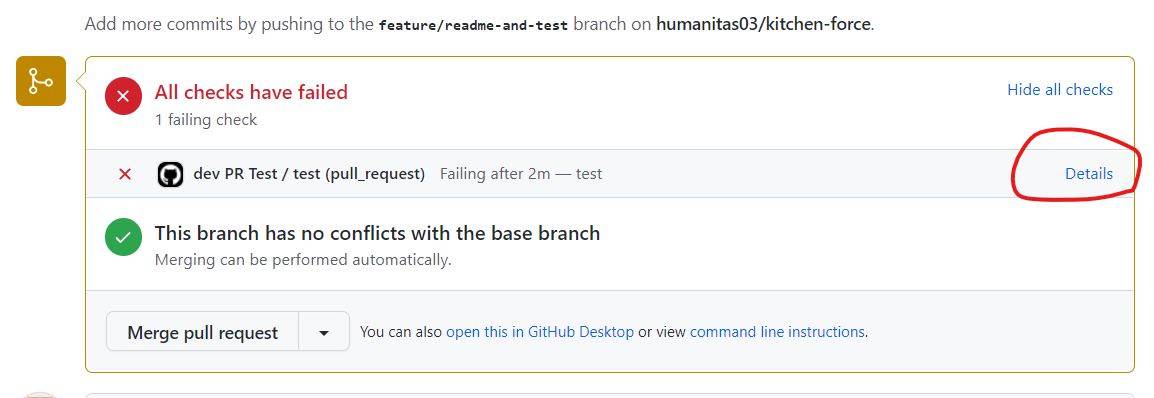 Add more commits by pushing to the feature/readme-and-test branch on humanitas03/kitchen-force.
All checks have failed
Hide all checks
1 failing check
dev PR Test / test (pull_request) Failing after 2m — test
Details
This branch has no conflicts with the base branch
Merging can be performed automatically.
Merge pull request
You can also open this in GitHub Desktop or view command line instructions.